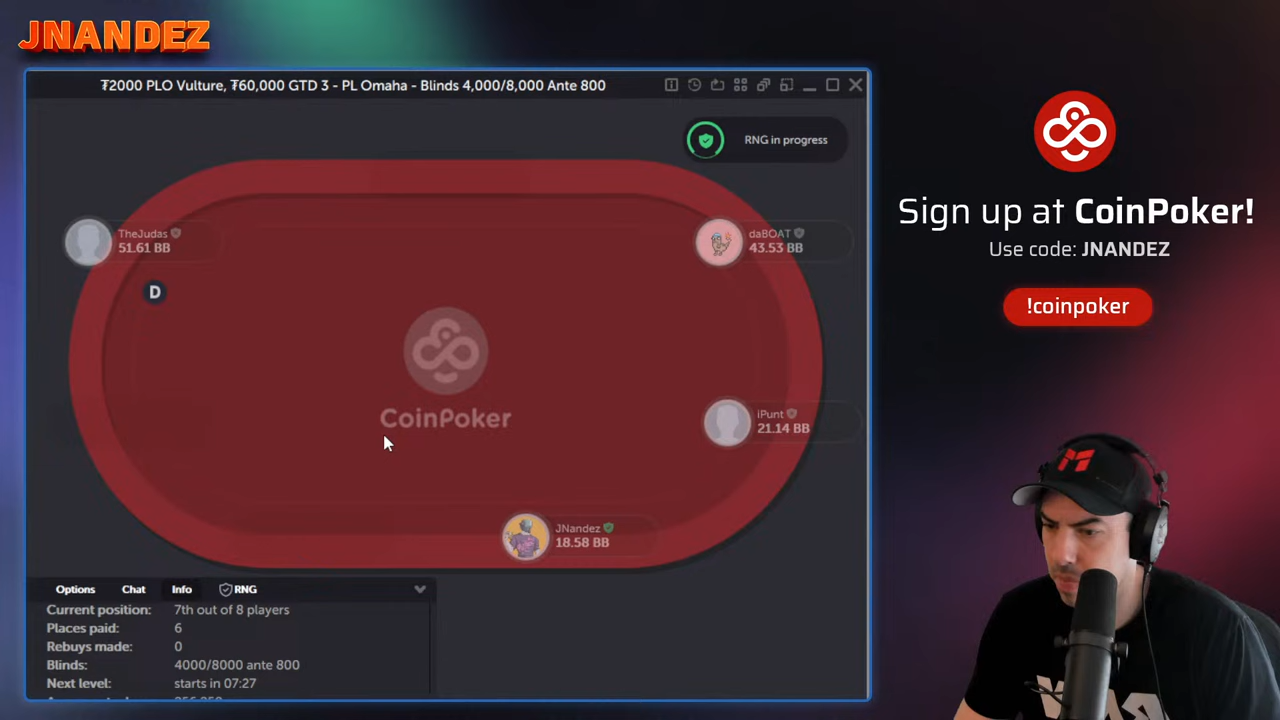 JNANDEZ
₮2000 PLO Vulture, ₮60,000 GTD 3 - PL Omaha - Blinds 4,000/8,000 Ante 800
RNG in progress
TheJudas
51.61 BB
daBOAT
43.53 BB
D
CoinPoker
iPunt
21.14 BB
JNandez
18.58 BB
Options Chat Info RNG
Current position: 7th out of 8 players
Places paid: 6
Rebuys made: 0
Blinds: 4000/8000 ante 800
Next level: starts in 07:27
Sign up at CoinPoker!
Use code: JNANDEZ
!coinpoker